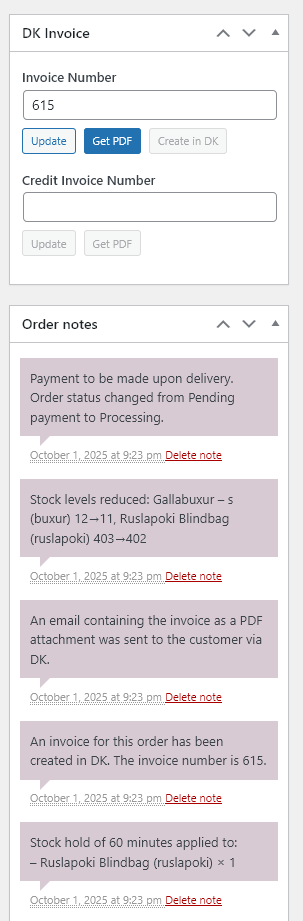 DK Invoice
Invoice Number
615
Update
Get PDF
Create in DK
Credit Invoice Number
Update
Get PDF
Order notes
Payment to be made upon delivery.
Order status changed from Pending
payment to Processing.
October 1, 2025 at 9:23 pm Delete note
Stock levels reduced: Gallabuxur – s
(buxur) 12→11, Ruslapoki Blindbag
(ruslapoki) 403→402
October 1, 2025 at 9:23 pm Delete note
An email containing the invoice as a PDF
attachment was sent to the customer via
DK.
October 1, 2025 at 9:23 pm Delete note
An invoice for this order has been
created in DK. The invoice number is 615.
October 1, 2025 at 9:23 pm Delete note
Stock hold of 60 minutes applied to:
– Ruslapoki Blindbag (ruslapoki) × 1
October 1, 2025 at 9:23 pm Delete note